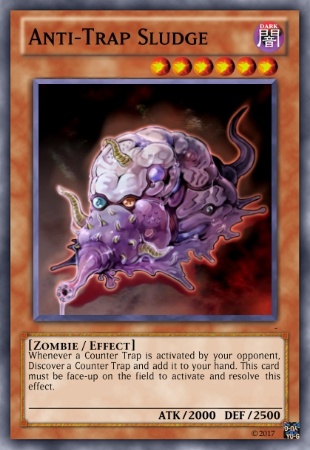 ANTI-TRAP SLUDGE
DARK
闇
[ZOMBIE / EFFECT]
Whenever a Counter Trap is activated by your opponent,
Discover a Counter Trap and add it to your hand. This card
must be face-up on the field to activate and resolve this
effect.
ATK/2000 DEF/2500
©2017